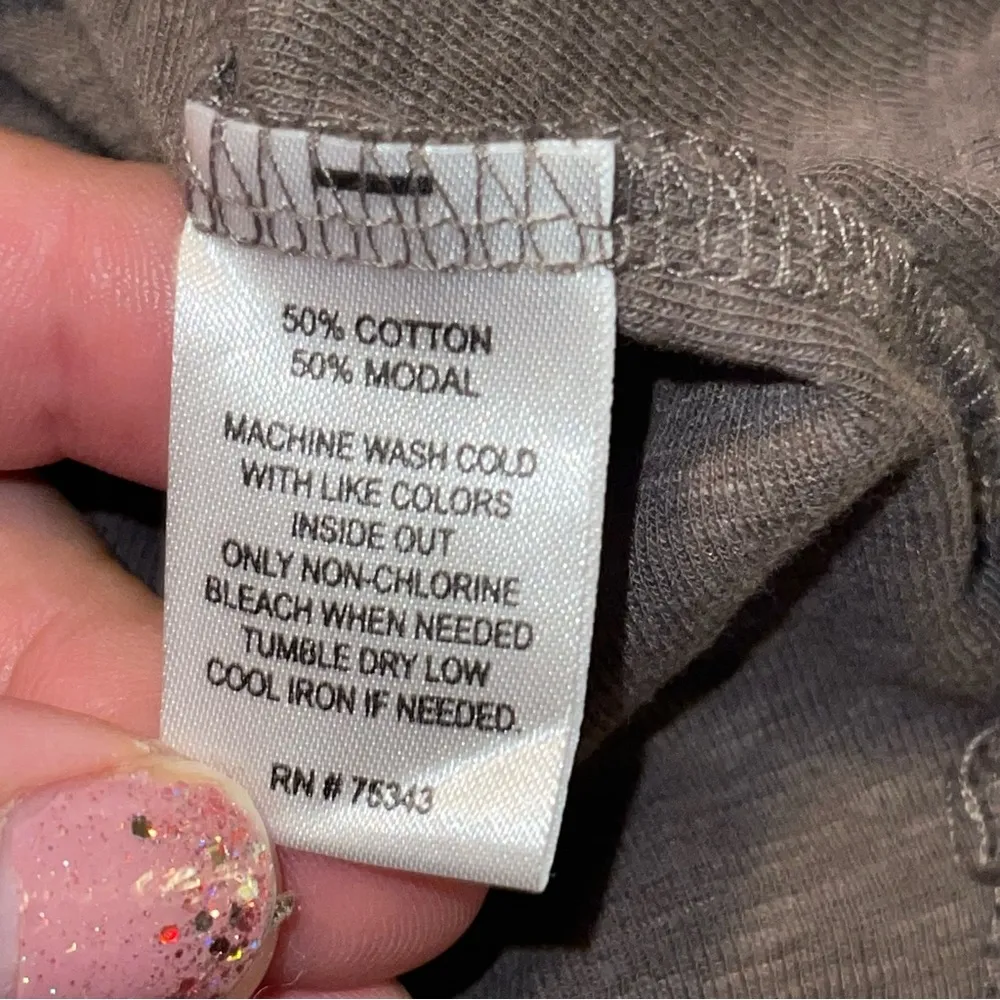 50% COTTON
50% MODAL
MACHINE WASH COLD
WITH LIKE COLORS
INSIDE OUT
ONLY NON-CHLORINE
BLEACH WHEN NEEDED
TUMBLE DRY LOW
COOL IRON IF NEEDED.
RN # 75343